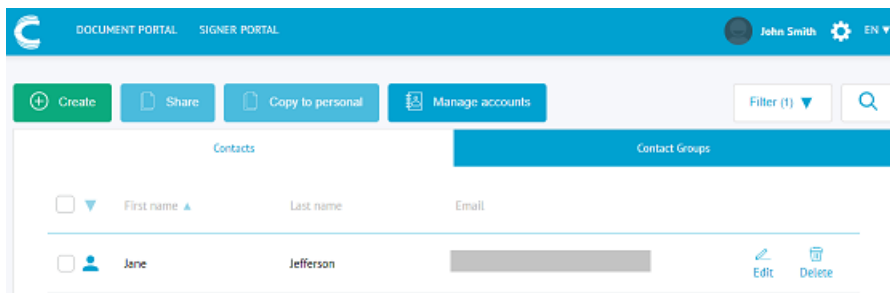 DOCUMENT PORTAL SIGNER PORTAL John Smith EN
Create Share Copy to personal Manage accounts Filter (1)
Contacts Contact Groups
First name Last name Email
Jane Jefferson Edit Delete